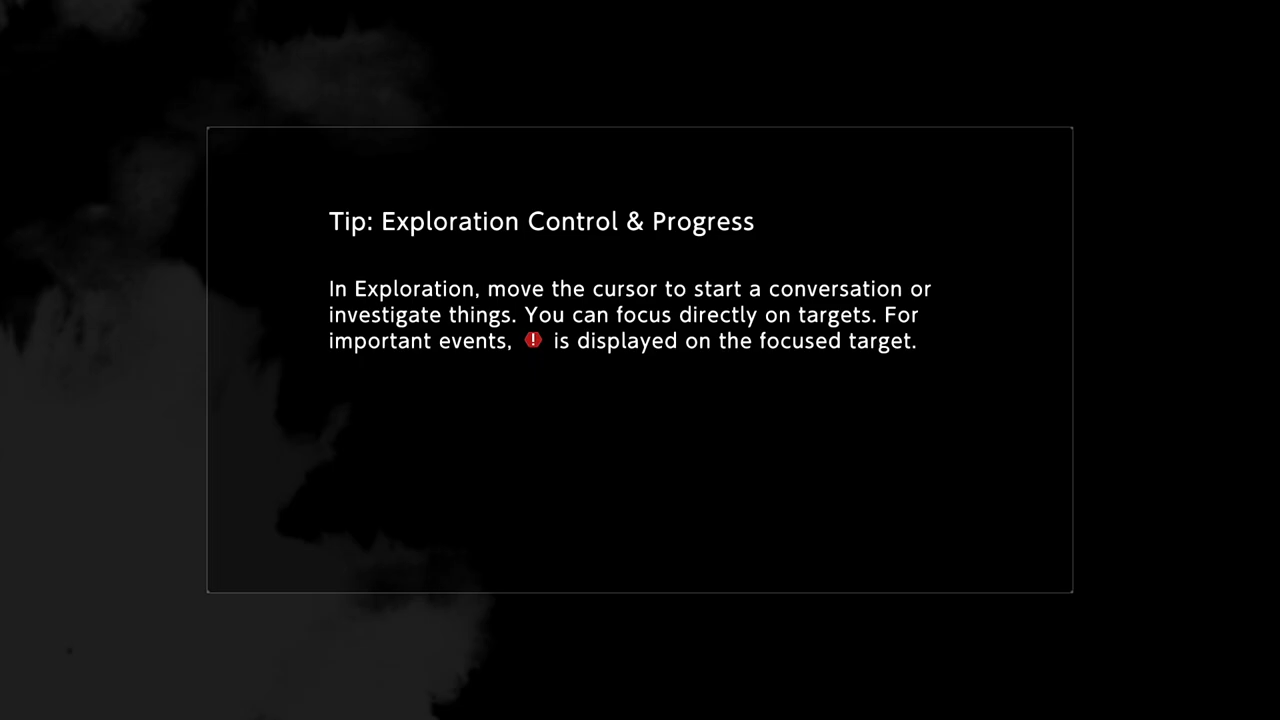 Tip: Exploration Control & Progress
In Exploration, move the cursor to start a conversation or
investigate things. You can focus directly on targets. For
important events, ! is displayed on the focused target.